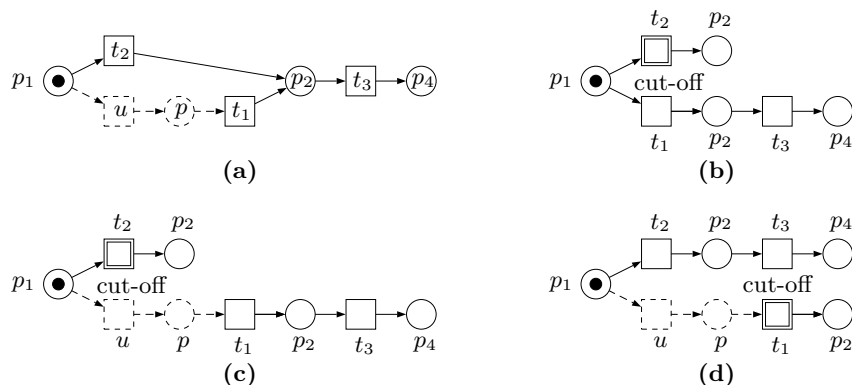 t2
p1 p2 t3 p4
u p t1
(a)
t2 p2
p1 cut-off
t1 p2 t3 p4
(b)
t2 p2
p1 cut-off
u p t1 p2 t3 p4
(c)
t2 p2 t3 p4
p1 cut-off
u p t1 p2
(d)